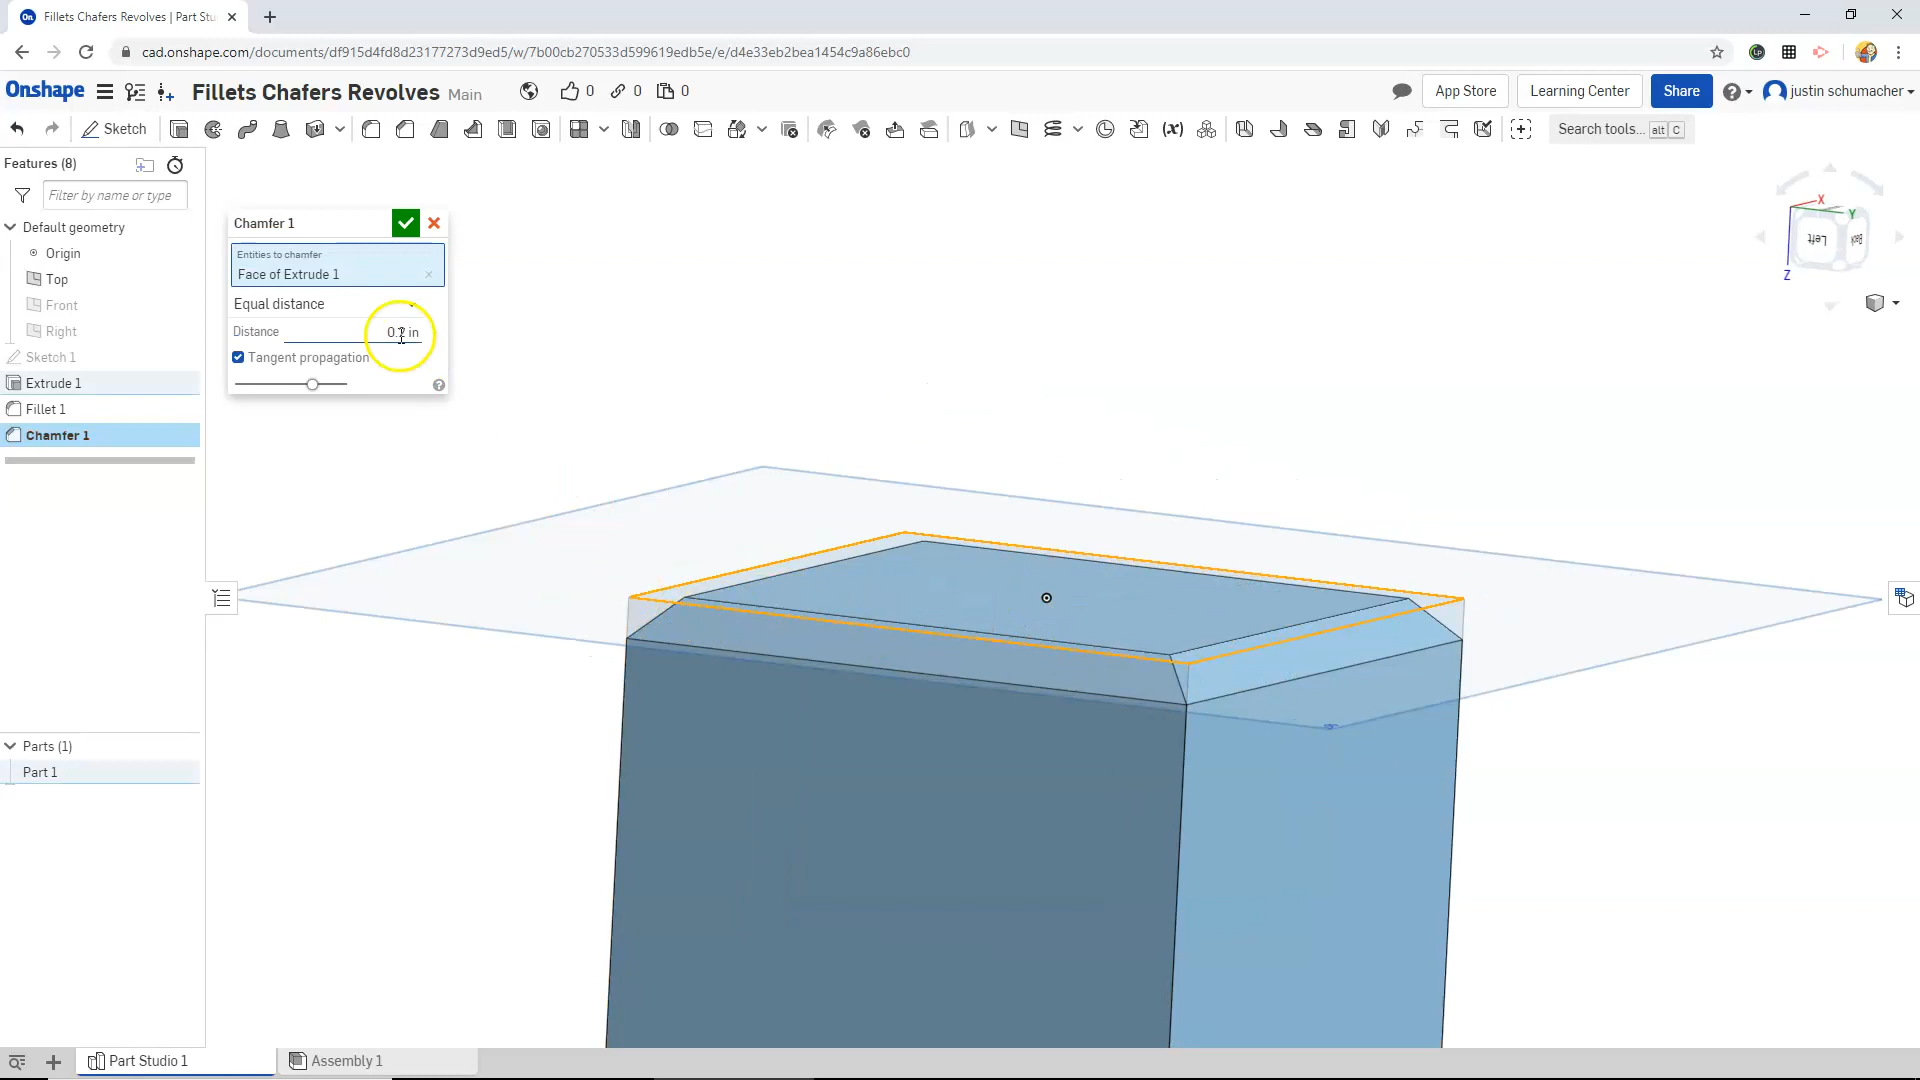 Fillets Chafers Revolves | Part Stu
cad.onshape.com/documents/df915d4fd8d23177273d9ed5/w/7b00cb270533d599619edb5e/e/d4e33eb2bea1454c9a86ebc0
Onshape Fillets Chafers Revolves Main 0 0 0 App Store Learning Center Share justin schumacher
Sketch Search tools... alt C
Features (8)
Filter by name or type
Default geometry
Origin
Top
Front
Right
Sketch 1
Extrude 1
Fillet 1
Chamfer 1
Parts (1)
Part 1
Chamfer 1
Entities to chamfer
Face of Extrude 1
Equal distance
Distance 0.2 in
Tangent propagation
X
Y
Left Back
Z
Part Studio 1 Assembly 1